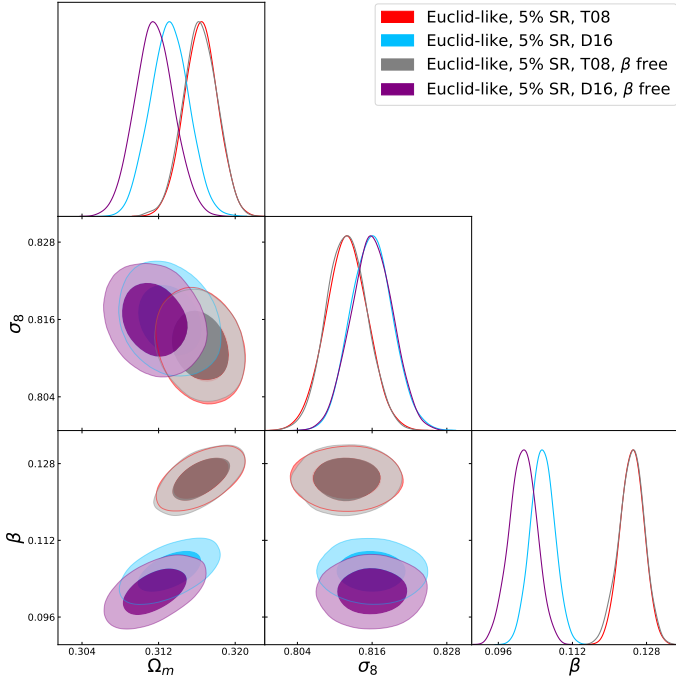 Euclid-like, 5% SR, T08
Euclid-like, 5% SR, D16
Euclid-like, 5% SR, T08, β free
Euclid-like, 5% SR, D16, β free
0.828
0.816
0.804
σ₈
0.128
0.112
0.096
β
0.304 0.320
Ωₘ
0.804 0.816 0.828
σ₈
0.096 0.112 0.128
β